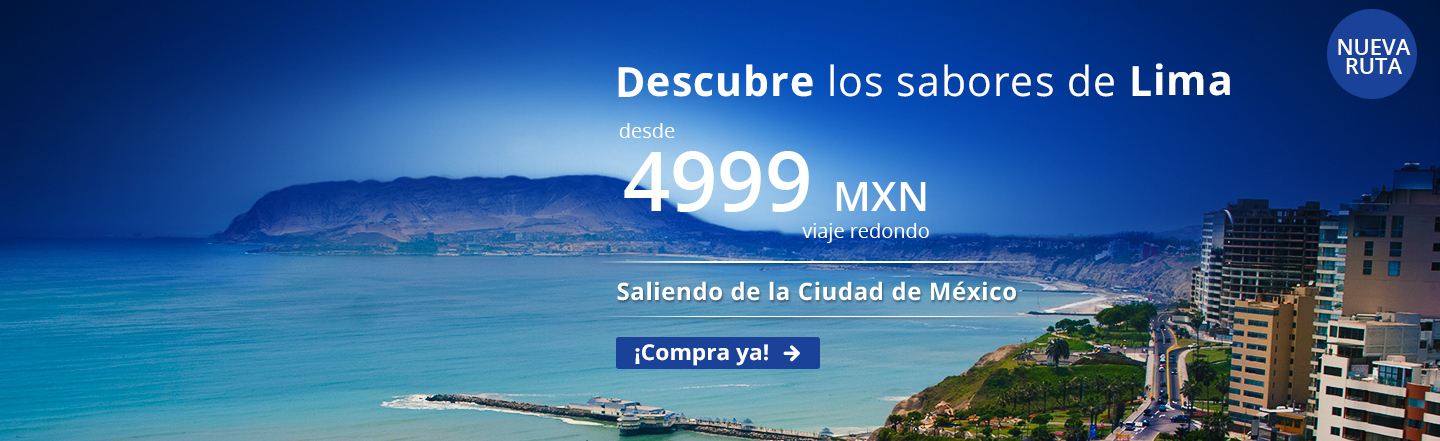 NUEVA
RUTA
Descubre los sabores de Lima
desde
4999 MXN
viaje redondo
Saliendo de la Ciudad de México
¡Compra ya!